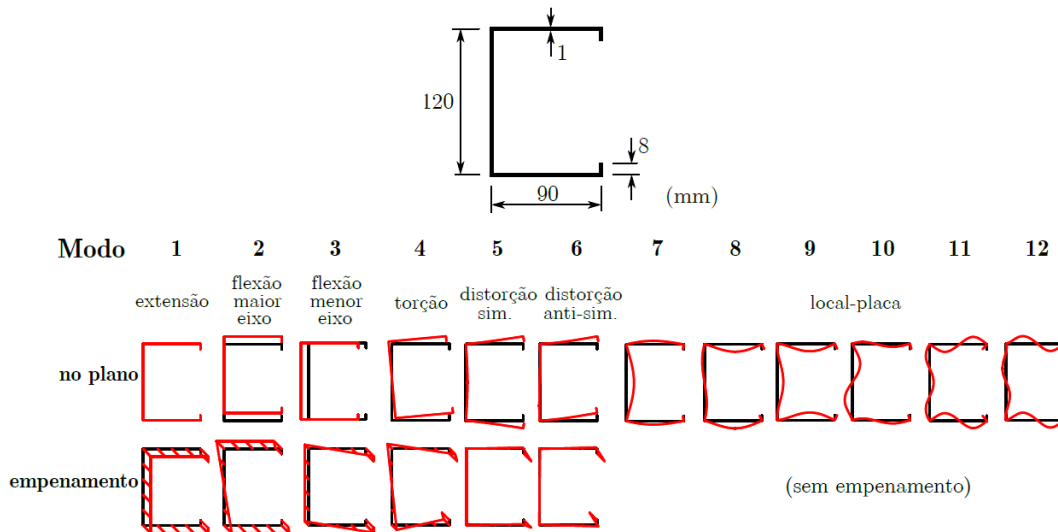 1
120
8
90
(mm)
Modo 1 2 3 4 5 6 7 8 9 10 11 12
extensão
flexão
maior
eixo
flexão
menor
eixo
torção
distorção
sim.
distorção
anti-sim.
local-placa
no plano
empenamento
(sem empenamento)